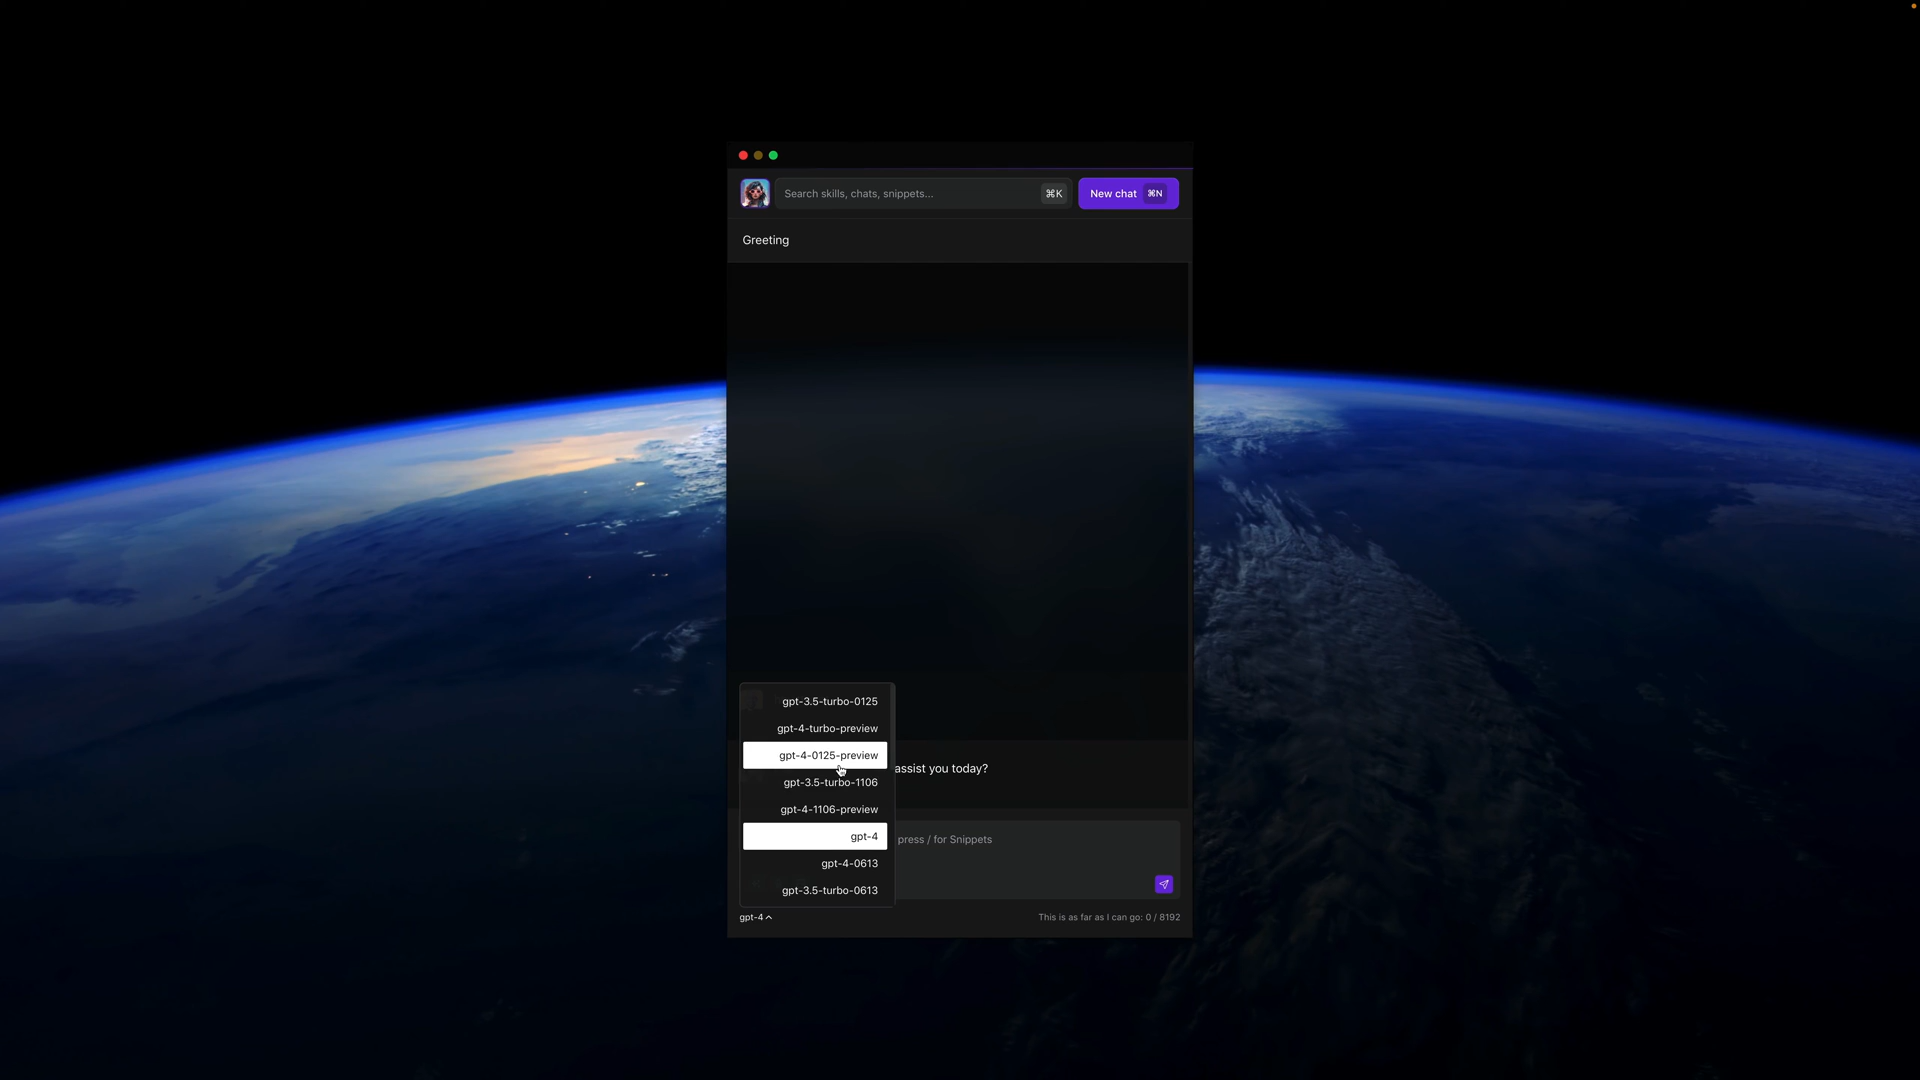 Search skills, chats, snippets...
⌘K
New chat ⌘N
Greeting
gpt-3.5-turbo-0125
gpt-4-turbo-preview
gpt-4-0125-preview
assist you today?
gpt-3.5-turbo-1106
gpt-4-1106-preview
gpt-4
press / for Snippets
gpt-4-0613
gpt-3.5-turbo-0613
gpt-4
This is as far as I can go: 0 / 8192